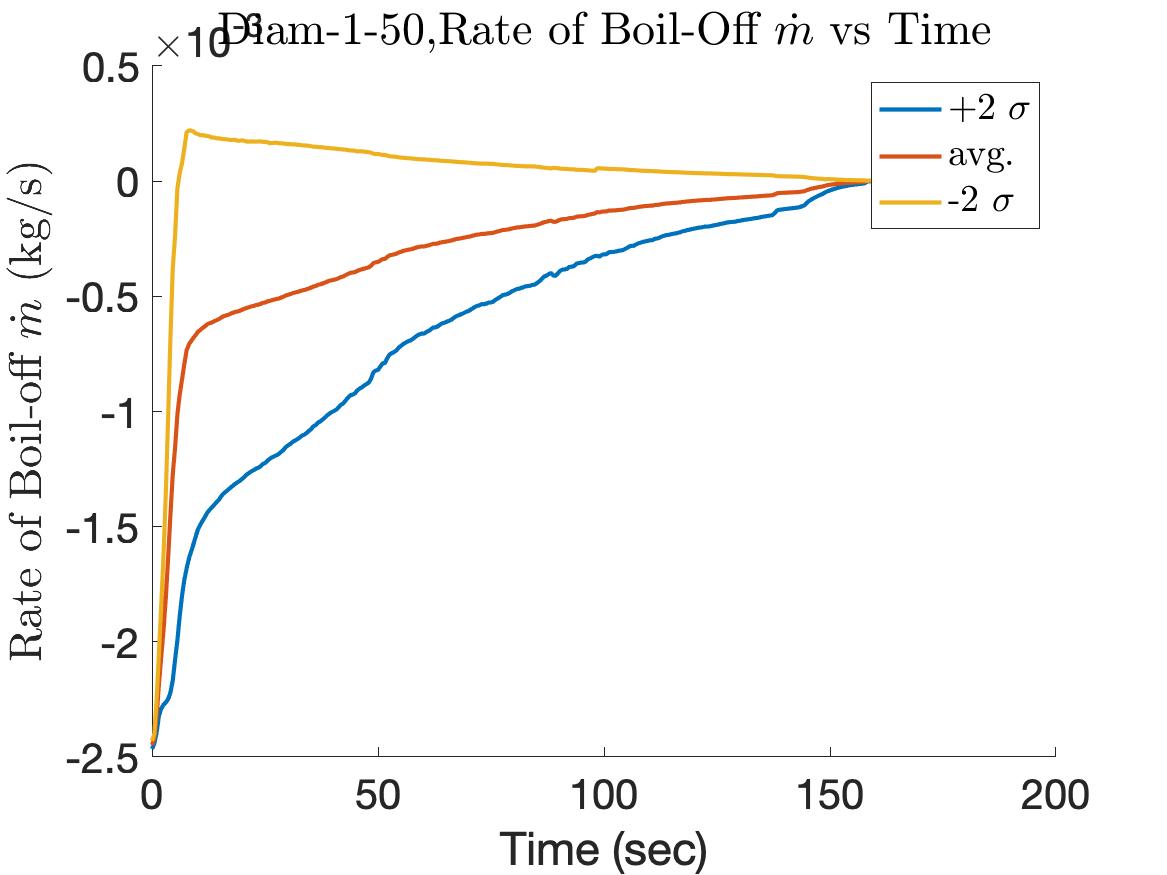 Diam-1-50,Rate of Boil-Off ṁ vs Time
×10⁻³
0.5
0
-0.5
-1
-1.5
-2
-2.5
Rate of Boil-off ṁ (kg/s)
+2 σ
avg.
-2 σ
0 50 100 150 200
Time (sec)